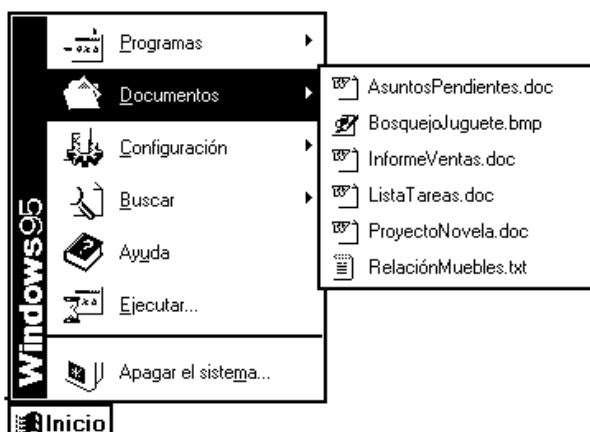 Programas
Documentos
Configuración
Buscar
Ayuda
Ejecutar...
Apagar el sistema...
Windows95
Inicio
AsuntosPendientes.doc
BosquejoJuguete.bmp
InformeVentas.doc
ListaTareas.doc
ProyectoNovela.doc
RelaciónMuebles.txt